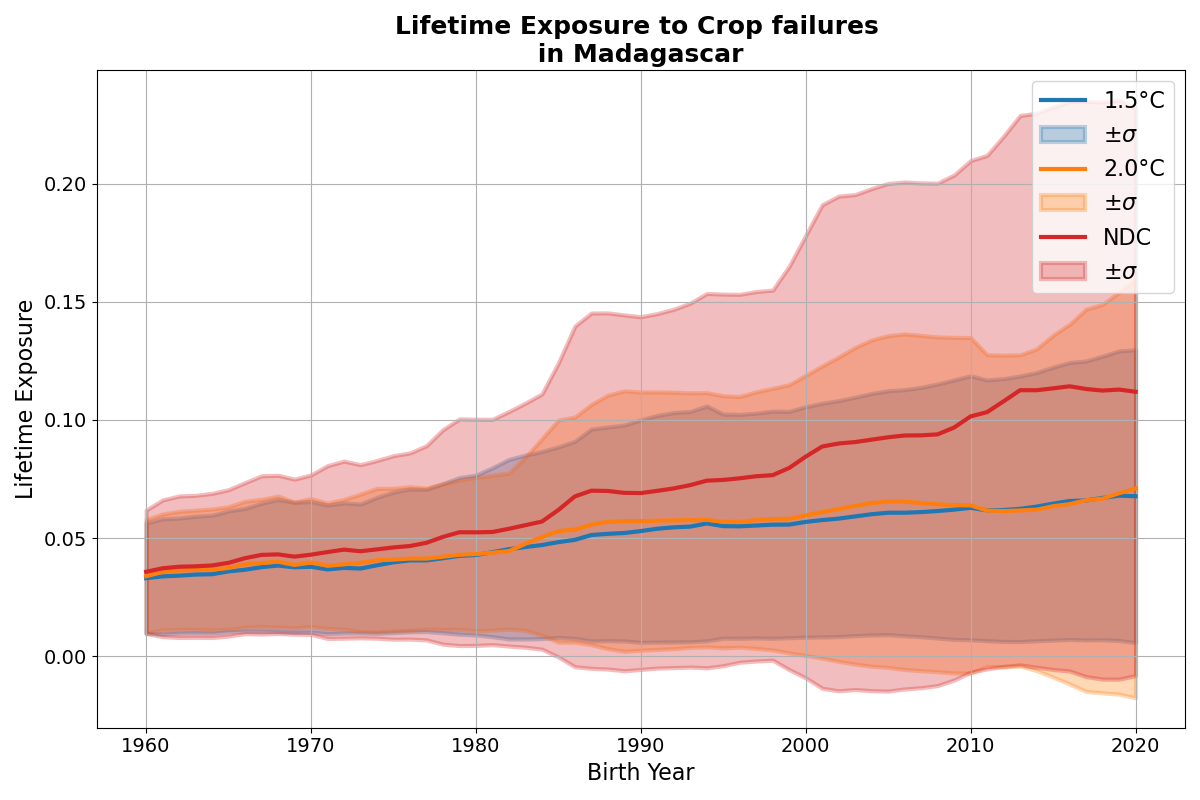 Lifetime Exposure to Crop failures
in Madagascar
1.5°C
±σ
2.0°C
±σ
NDC
±σ
Lifetime Exposure
0.20
0.15
0.10
0.05
0.00
1960
1970
1980
1990
2000
2010
2020
Birth Year